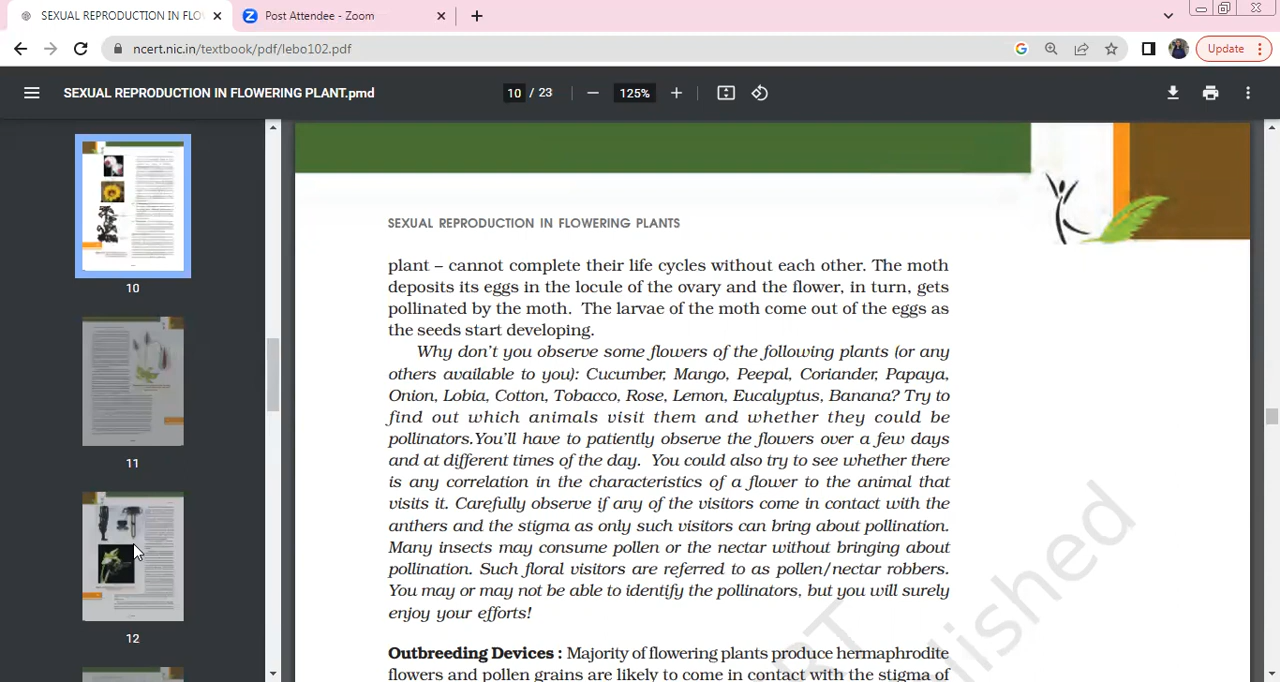 SEXUAL REPRODUCTION IN FLO
Post Attendee - Zoom
ncert.nic.in/textbook/pdf/lebo102.pdf
Update
SEXUAL REPRODUCTION IN FLOWERING PLANT.pmd
10 / 23
125%
10
11
12
SEXUAL REPRODUCTION IN FLOWERING PLANTS
plant – cannot complete their life cycles without each other. The moth
deposits its eggs in the locule of the ovary and the flower, in turn, gets
pollinated by the moth. The larvae of the moth come out of the eggs as
the seeds start developing.
Why don't you observe some flowers of the following plants (or any
others available to you): Cucumber, Mango, Peepal, Coriander, Papaya,
Onion, Lobia, Cotton, Tobacco, Rose, Lemon, Eucalyptus, Banana? Try to
find out which animals visit them and whether they could be
pollinators.You'll have to patiently observe the flowers over a few days
and at different times of the day. You could also try to see whether there
is any correlation in the characteristics of a flower to the animal that
visits it. Carefully observe if any of the visitors come in contact with the
anthers and the stigma as only such visitors can bring about pollination.
Many insects may consume pollen or the nectar without bringing about
pollination. Such floral visitors are referred to as pollen/nectar robbers.
You may or may not be able to identify the pollinators, but you will surely
enjoy your efforts!
Outbreeding Devices : Majority of flowering plants produce hermaphrodite
flowers and pollen grains are likely to come in contact with the stigma of